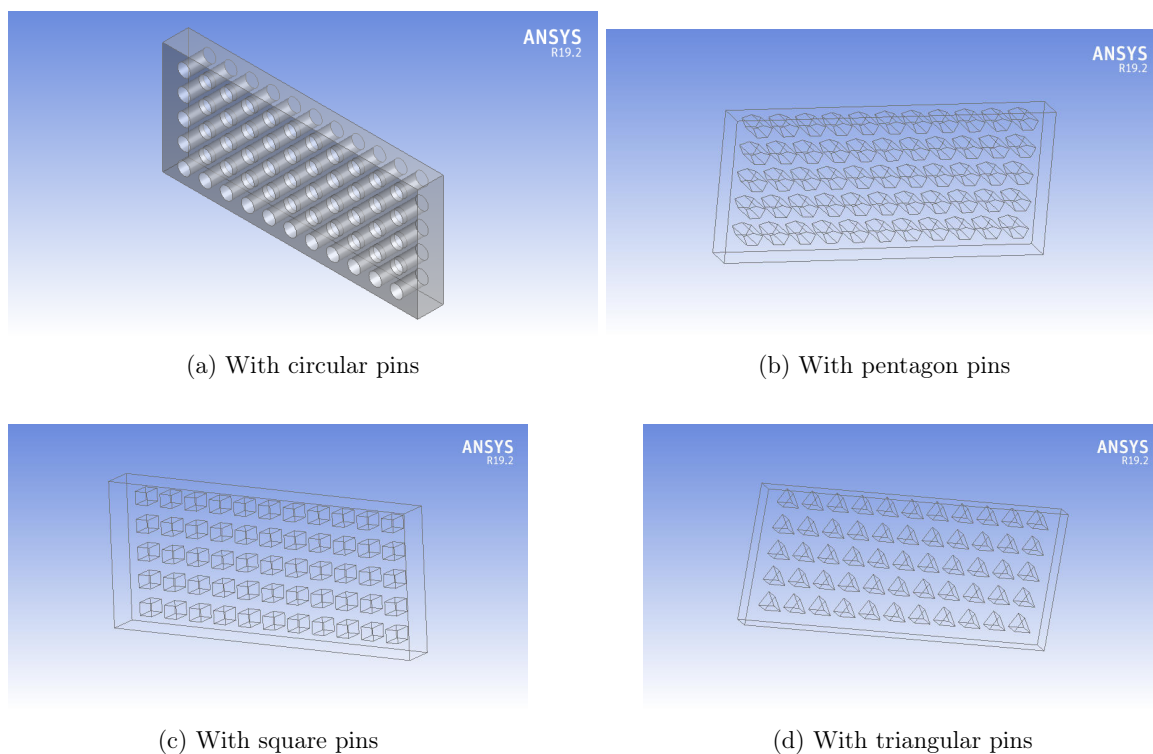 ANSYS
R19.2
ANSYS
R19.2
(a) With circular pins
(b) With pentagon pins
ANSYS
R19.2
ANSYS
R19.2
(c) With square pins
(d) With triangular pins